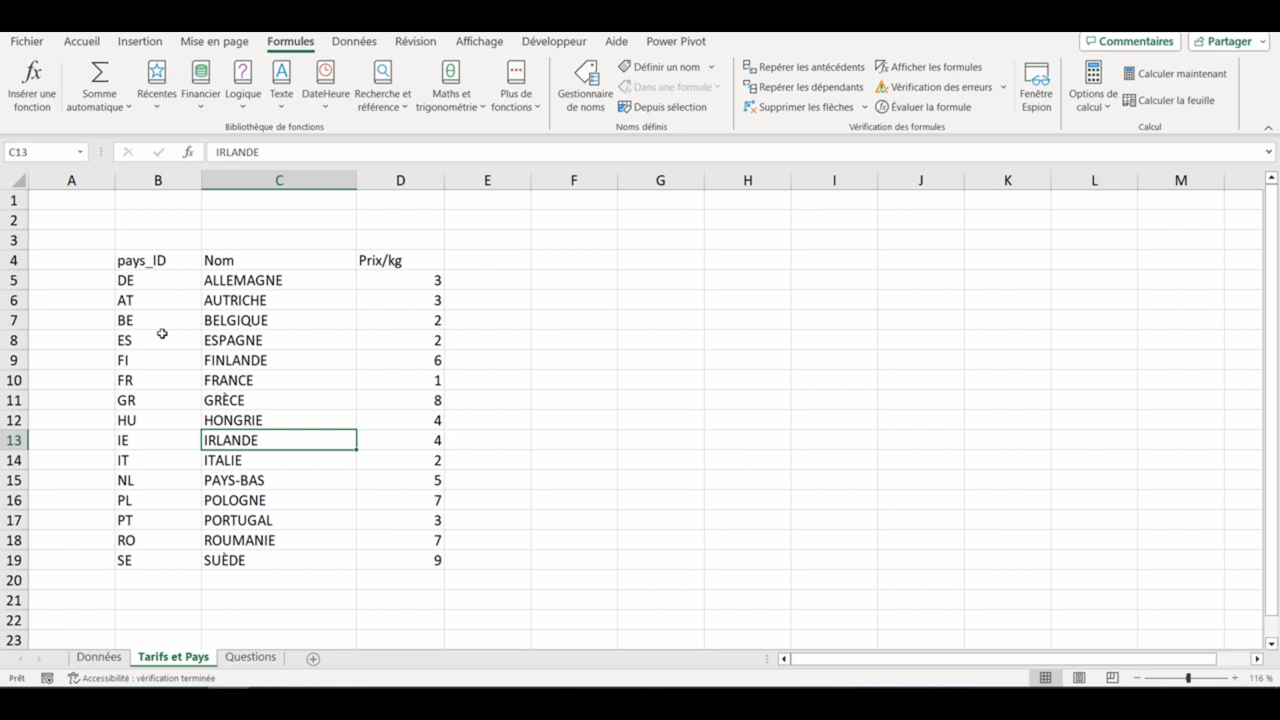 Fichier Accueil Insertion Mise en page Formules Données Révision Affichage Développeur Aide Power Pivot Commentaires Partager
Insérer une fonction
Somme automatique
Récentes
Financier
Logique
Texte
DateHeure
Recherche et référence
Maths et trigonométrie
Plus de fonctions
Bibliothèque de fonctions
Gestionnaire de noms
Définir un nom
Dans une formule
Depuis sélection
Noms définis
Repérer les antécédents
Repérer les dépendants
Supprimer les flèches
Afficher les formules
Vérification des erreurs
Évaluer la formule
Vérification des formules
Fenêtre Espion
Options de calcul
Calculer maintenant
Calculer la feuille
Calcul
C13 fx IRLANDE
A B C D E F G H I J K L M
1
2
3
4 pays_ID Nom Prix/kg
5 DE ALLEMAGNE 3
6 AT AUTRICHE 3
7 BE BELGIQUE 2
8 ES ESPAGNE 2
9 FI FINLANDE 6
10 FR FRANCE 1
11 GR GRÈCE 8
12 HU HONGRIE 4
13 IE IRLANDE 4
14 IT ITALIE 2
15 NL PAYS-BAS 5
16 PL POLOGNE 7
17 PT PORTUGAL 3
18 RO ROUMANIE 7
19 SE SUÈDE 9
20
21
22
23
Données Tarifs et Pays Questions
Prêt Accessibilité : vérification terminée 116 %